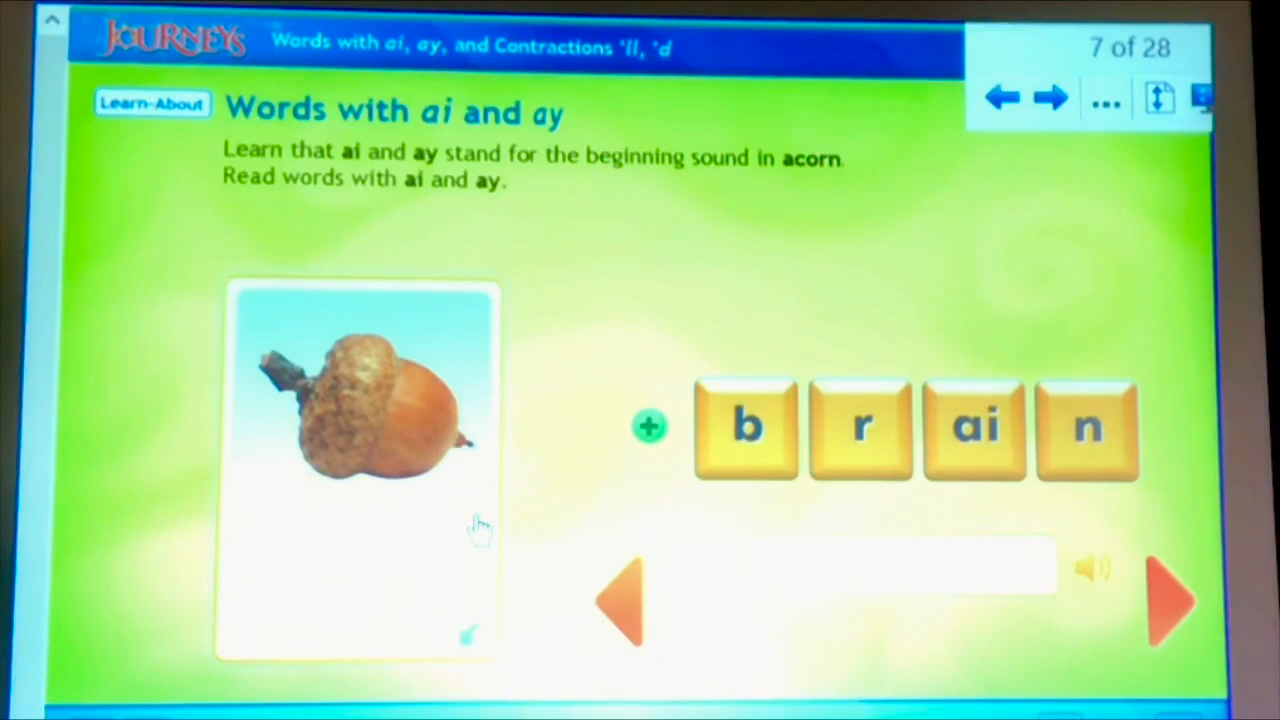 JOURNEYS
Words with ai, ay, and Contractions 'll, 'd
7 of 28
...
Learn-About
Words with ai and ay
Learn that ai and ay stand for the beginning sound in acorn.
Read words with ai and ay.
b r ai n